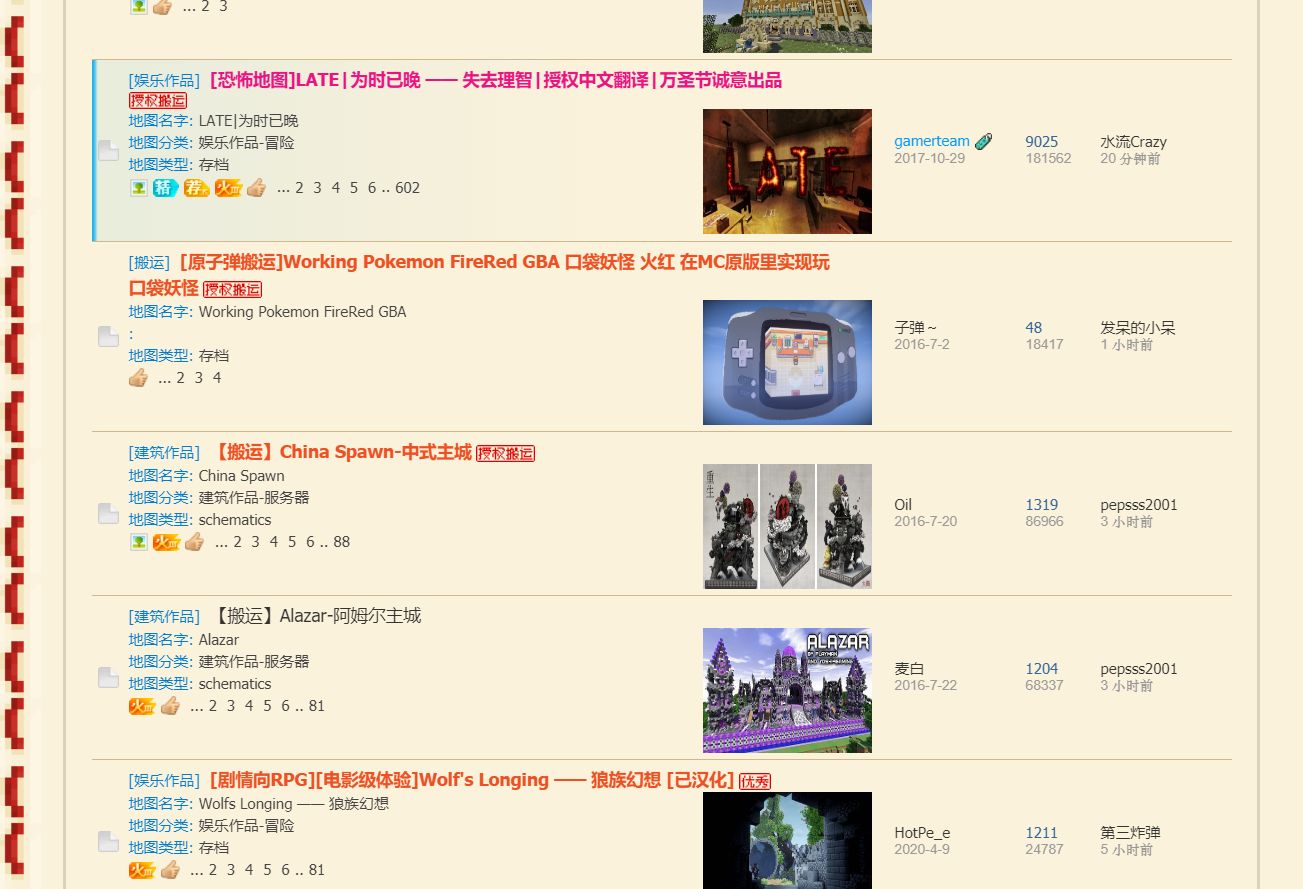 ... 2 3
[娱乐作品] [恐怖地图]LATE|为时已晚 —— 失去理智|授权中文翻译|万圣节诚意出品
授权搬运
地图名字: LATE|为时已晚
地图分类: 娱乐作品-冒险
地图类型: 存档
精 荐 火III ... 2 3 4 5 6 .. 602
LATE
gamerteam
2017-10-29
9025
181562
水流Crazy
20 分钟前
[搬运] [原子弹搬运]Working Pokemon FireRed GBA 口袋妖怪 火红 在MC原版里实现玩
口袋妖怪 授权搬运
地图名字: Working Pokemon FireRed GBA
:
地图类型: 存档
... 2 3 4
子弹～
2016-7-2
48
18417
发呆的小呆
1 小时前
[建筑作品] 【搬运】China Spawn-中式主城 授权搬运
地图名字: China Spawn
地图分类: 建筑作品-服务器
地图类型: schematics
火III ... 2 3 4 5 6 .. 88
重生
Oil
2016-7-20
1319
86966
pepsss2001
3 小时前
[建筑作品] 【搬运】Alazar-阿姆尔主城
地图名字: Alazar
地图分类: 建筑作品-服务器
地图类型: schematics
火III ... 2 3 4 5 6 .. 81
ALAZAR
麦白
2016-7-22
1204
68337
pepsss2001
3 小时前
[娱乐作品] [剧情向RPG][电影级体验]Wolf's Longing —— 狼族幻想 [已汉化] 优秀
地图名字: Wolfs Longing —— 狼族幻想
地图分类: 娱乐作品-冒险
地图类型: 存档
火III ... 2 3 4 5 6 .. 81
HotPe_e
2020-4-9
1211
24787
第三炸弹
5 小时前